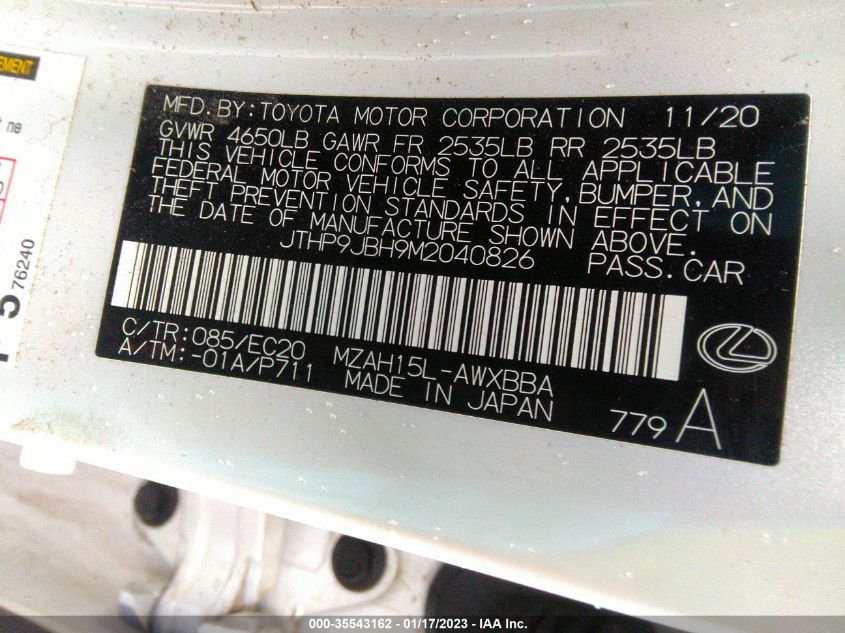 EMENT
t ne
5 76240
MFD. BY: TOYOTA MOTOR CORPORATION 11/20
GVWR 4650LB GAWR FR 2535LB RR 2535LB
THIS VEHICLE CONFORMS TO ALL APPLICABLE
FEDERAL MOTOR VEHICLE SAFETY, BUMPER, AND
THEFT PREVENTION STANDARDS IN EFFECT ON
THE DATE OF MANUFACTURE SHOWN ABOVE.
JTHP9JBH9M2040826 PASS. CAR
C/TR: 085/EC20 MZAH15L-AWXBBA
A/TM: -01A/P711 MADE IN JAPAN
779 A
000-35543162 - 01/17/2023 - IAA Inc.